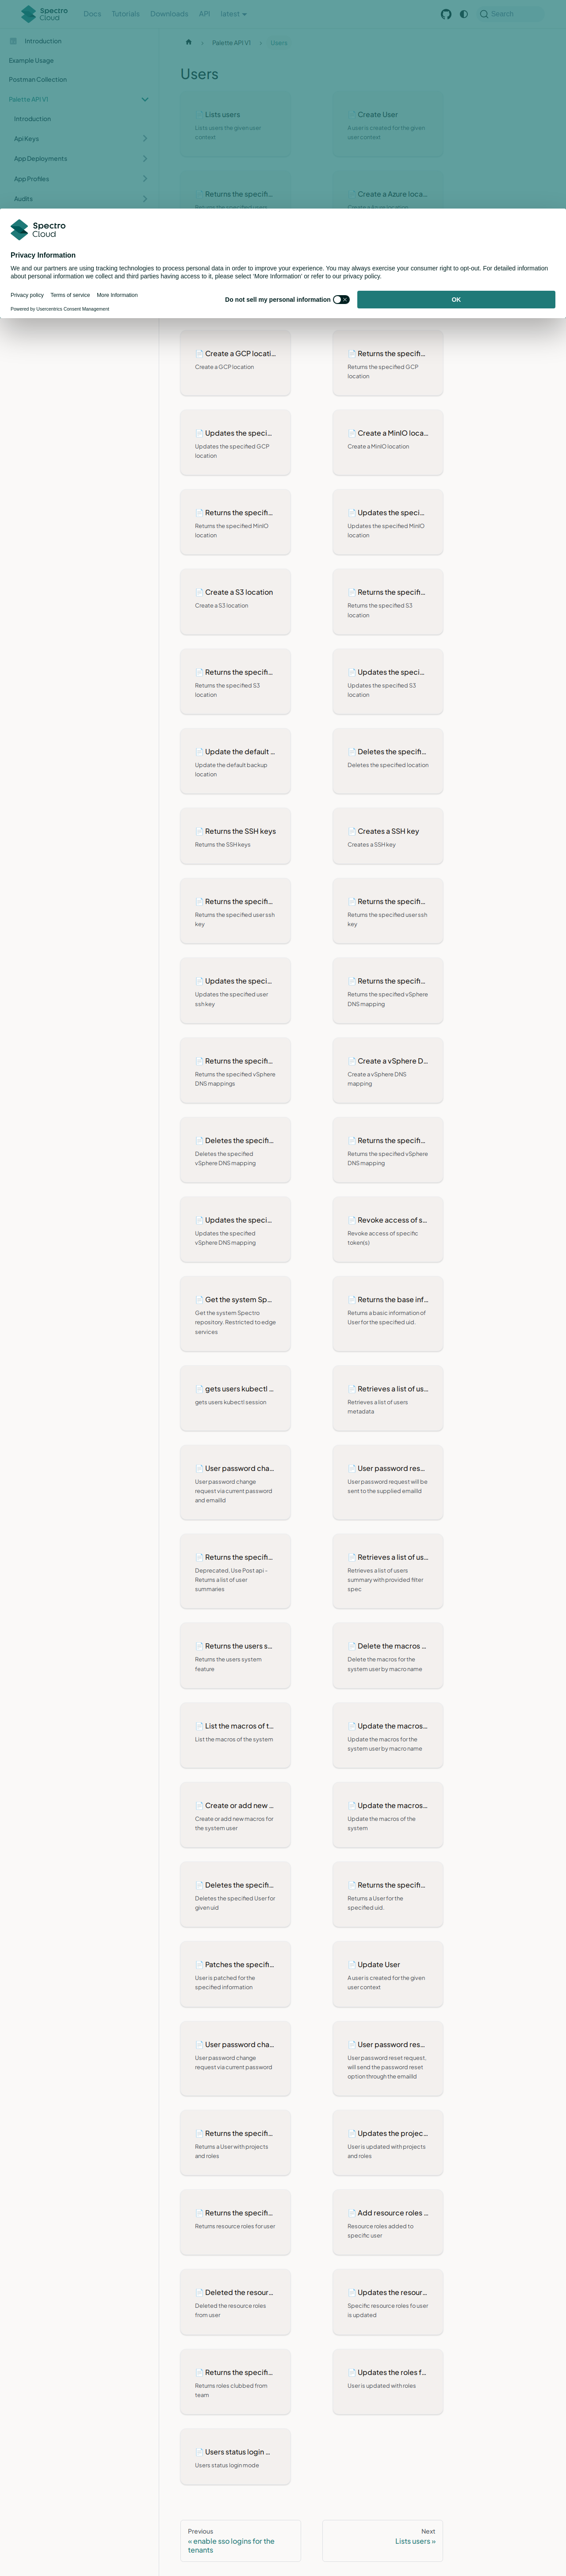 Spectro Cloud
Docs
Tutorials
Downloads
API
latest
Search
Introduction
Example Usage
Postman Collection
Palette API V1
Introduction
Api Keys
App Deployments
App Profiles
Audits
Palette API V1
Users
Users
Lists users
Lists users the given user
context
Create User
A user is created for the given
user context
Returns the specifi...
Create a Azure loca...
Spectro
Cloud
Privacy Information
We and our partners are using tracking technologies to process personal data in order to improve your experience. You may always exercise your consumer right to opt-out. For detailed information
about personal information we collect and third parties having access to it, please select 'More Information' or refer to our privacy policy.
Privacy policy
Terms of service
More Information
Powered by Usercentrics Consent Management
Do not sell my personal information
OK
Create a GCP locati...
Create a GCP location
Returns the specifi...
Returns the specified GCP
location
Updates the speci...
Updates the specified GCP
location
Create a MinIO loca...
Create a MinIO location
Returns the specifi...
Returns the specified MinIO
location
Updates the speci...
Updates the specified MinIO
location
Create a S3 location
Create a S3 location
Returns the specifi...
Returns the specified S3
location
Returns the specifi...
Returns the specified S3
location
Updates the speci...
Updates the specified S3
location
Update the default ...
Update the default backup
location
Deletes the specifi...
Deletes the specified location
Returns the SSH keys
Returns the SSH keys
Creates a SSH key
Creates a SSH key
Returns the specifi...
Returns the specified user ssh
key
Returns the specifi...
Returns the specified user ssh
key
Updates the speci...
Updates the specified user
ssh key
Returns the specifi...
Returns the specified vSphere
DNS mapping
Returns the specifi...
Returns the specified vSphere
DNS mappings
Create a vSphere D...
Create a vSphere DNS
mapping
Deletes the specifi...
Deletes the specified
vSphere DNS mapping
Returns the specifi...
Returns the specified vSphere
DNS mapping
Updates the speci...
Updates the specified
vSphere DNS mapping
Revoke access of s...
Revoke access of specific
token(s)
Get the system Spe...
Get the system Spectro
repository. Restricted to edge
services
Returns the base inf...
Returns a basic information of
User for the specified uid.
gets users kubectl ...
gets users kubectl session
Retrieves a list of us...
Retrieves a list of users
metadata
User password cha...
User password change
request via current password
and emailId
User password res...
User password request will be
sent to the supplied emailId
Returns the specifi...
Deprecated, Use Post api -
Returns a list of user
summaries
Retrieves a list of us...
Retrieves a list of users
summary with provided filter
spec
Returns the users s...
Returns the users system
feature
Delete the macros ...
Delete the macros for the
system user by macro name
List the macros of t...
List the macros of the system
Update the macros...
Update the macros for the
system user by macro name
Create or add new ...
Create or add new macros for
the system user
Update the macros...
Update the macros of the
system
Deletes the specifi...
Deletes the specified User for
given uid
Returns the specifi...
Returns a User for the
specified uid.
Patches the specifi...
User is patched for the
specified information
Update User
A user is created for the given
user context
User password cha...
User password change
request via current password
User password res...
User password reset request,
will send the password reset
option through the emailId
Returns the specifi...
Returns a User with projects
and roles
Updates the projec...
User is updated with projects
and roles
Returns the specifi...
Returns resource roles for user
Add resource roles ...
Resource roles added to
specific user
Deleted the resour...
Deleted the resource roles
from user
Updates the resour...
Specific resource roles fo user
is updated
Returns the specifi...
Returns roles clubbed from
team
Updates the roles f...
User is updated with roles
Users status login ...
Users status login mode
Previous
« enable sso logins for the
tenants
Next
Lists users »